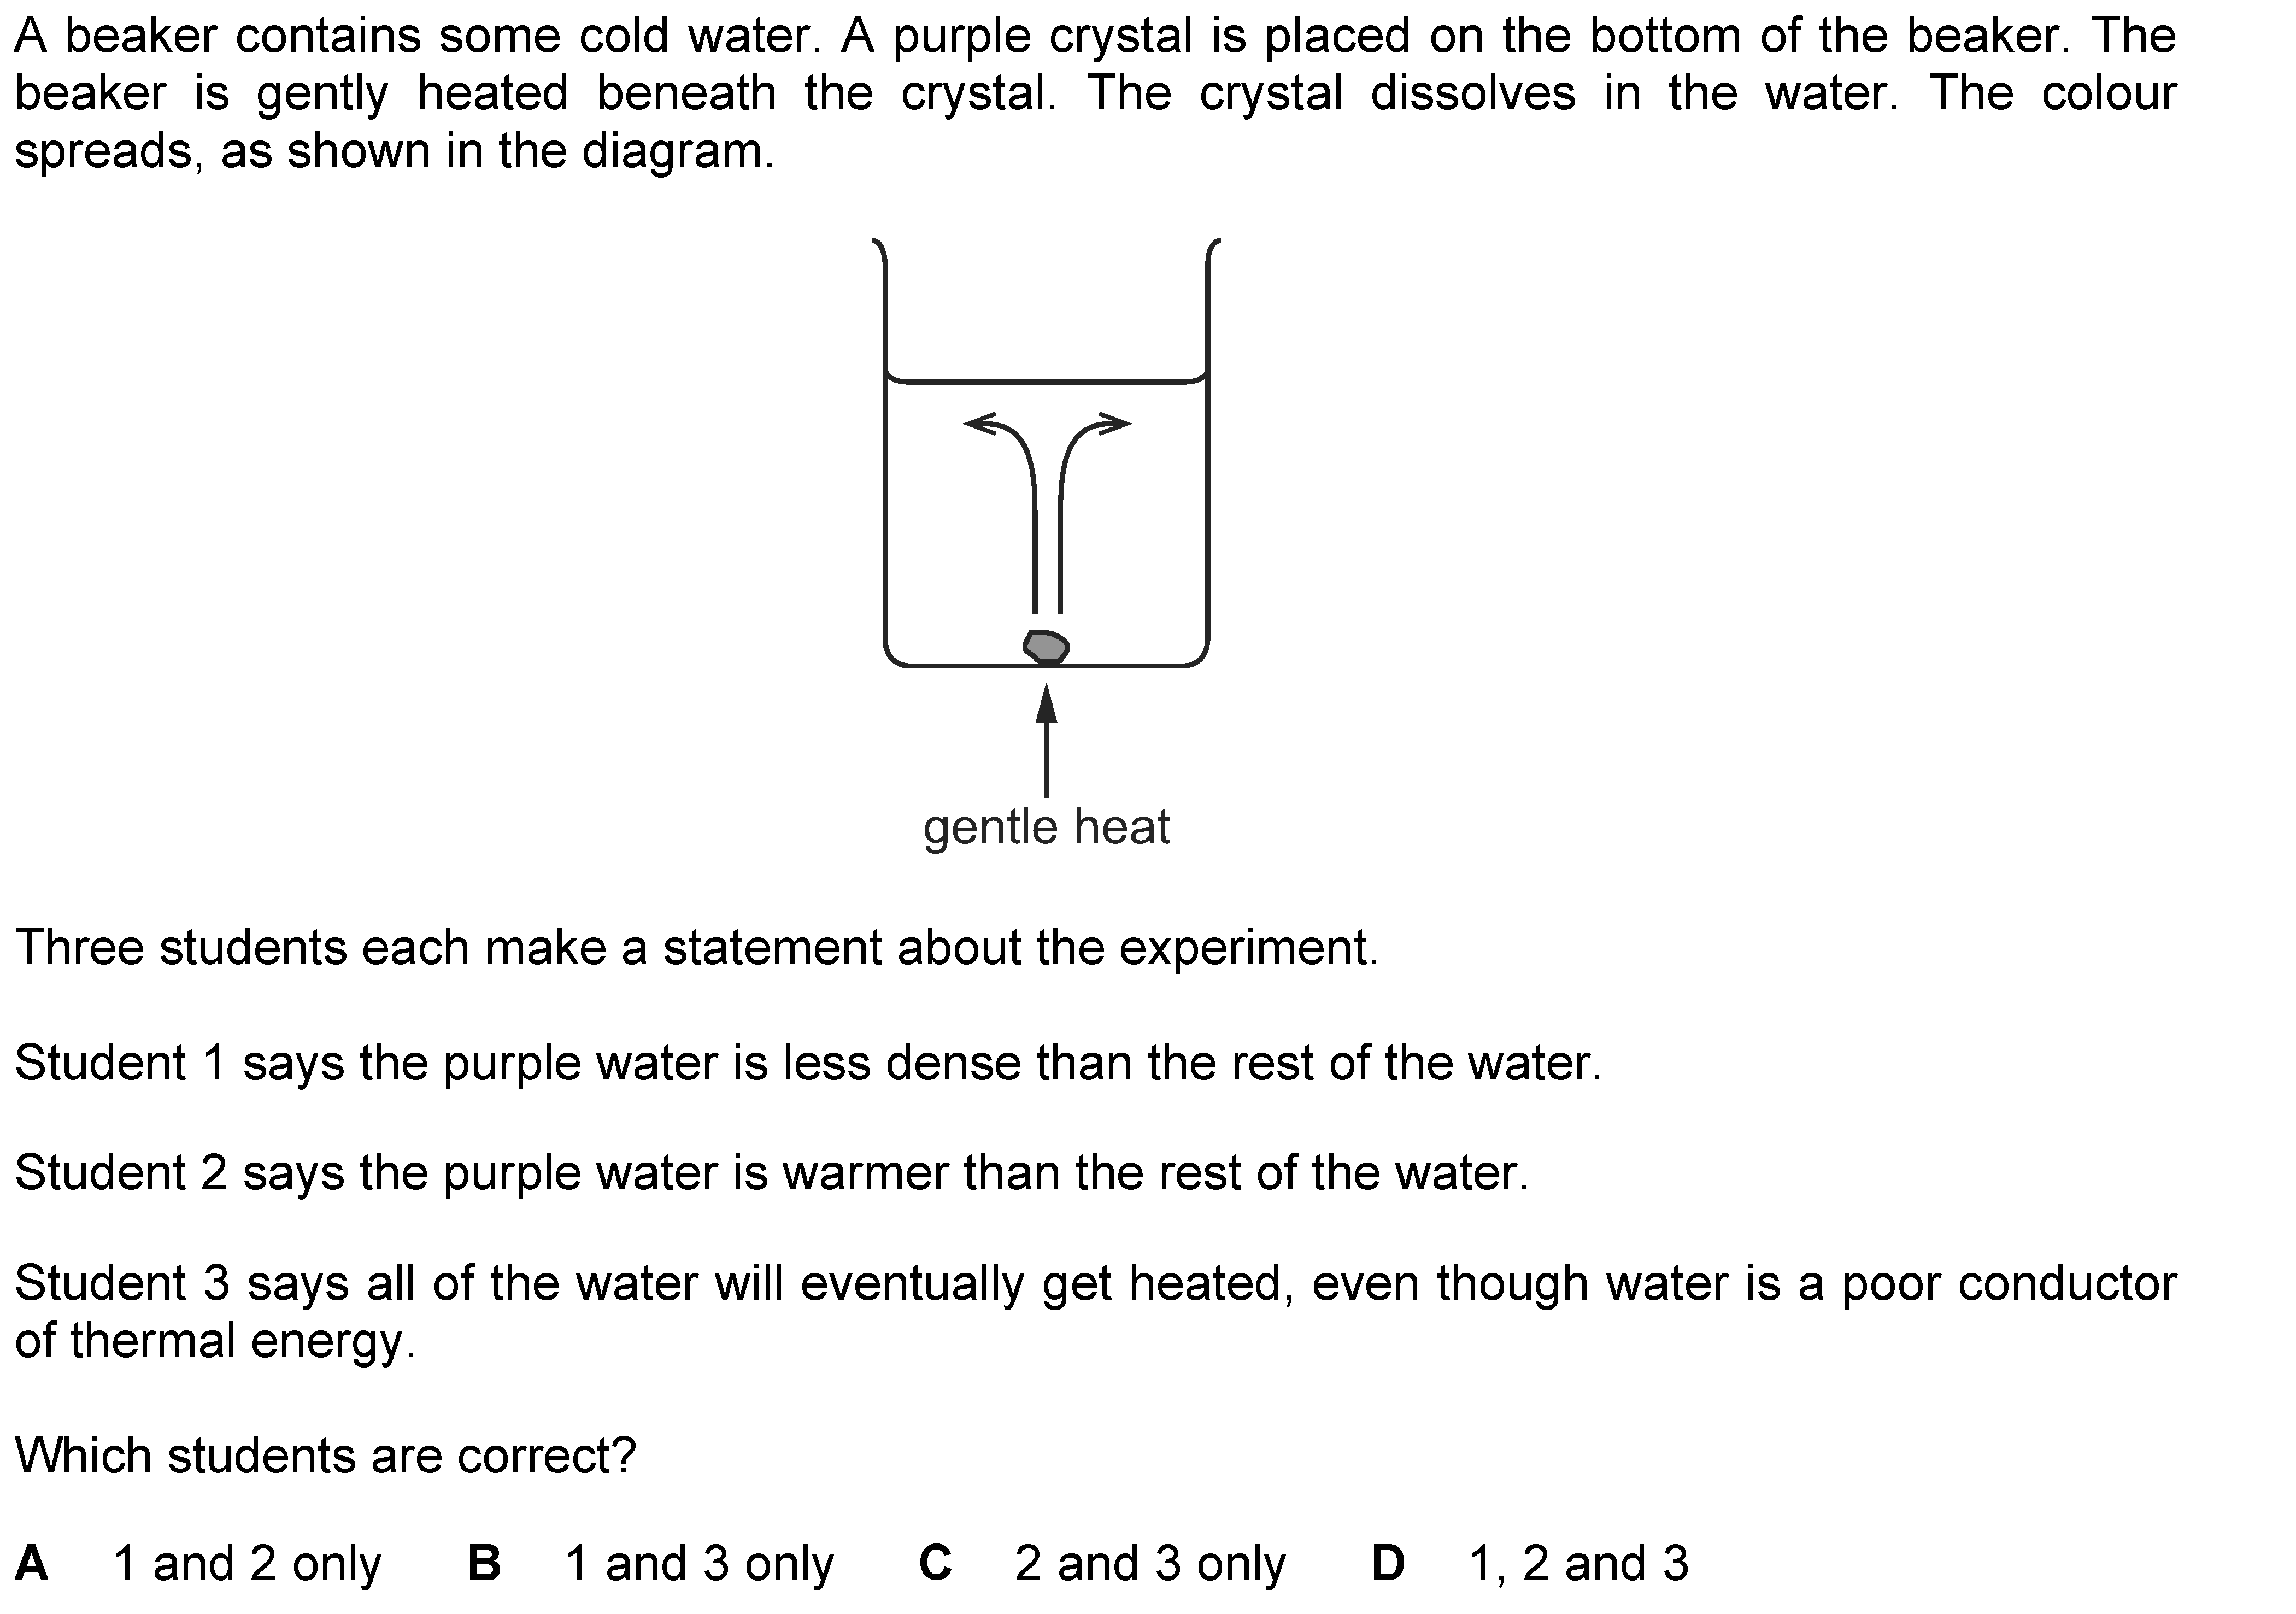 A beaker contains some cold water. A purple crystal is placed on the bottom of the beaker. The
beaker is gently heated beneath the crystal. The crystal dissolves in the water. The colour
spreads, as shown in the diagram.
gentle heat
Three students each make a statement about the experiment.
Student 1 says the purple water is less dense than the rest of the water.
Student 2 says the purple water is warmer than the rest of the water.
Student 3 says all of the water will eventually get heated, even though water is a poor conductor
of thermal energy.
Which students are correct?
A 1 and 2 only B 1 and 3 only C 2 and 3 only D 1, 2 and 3